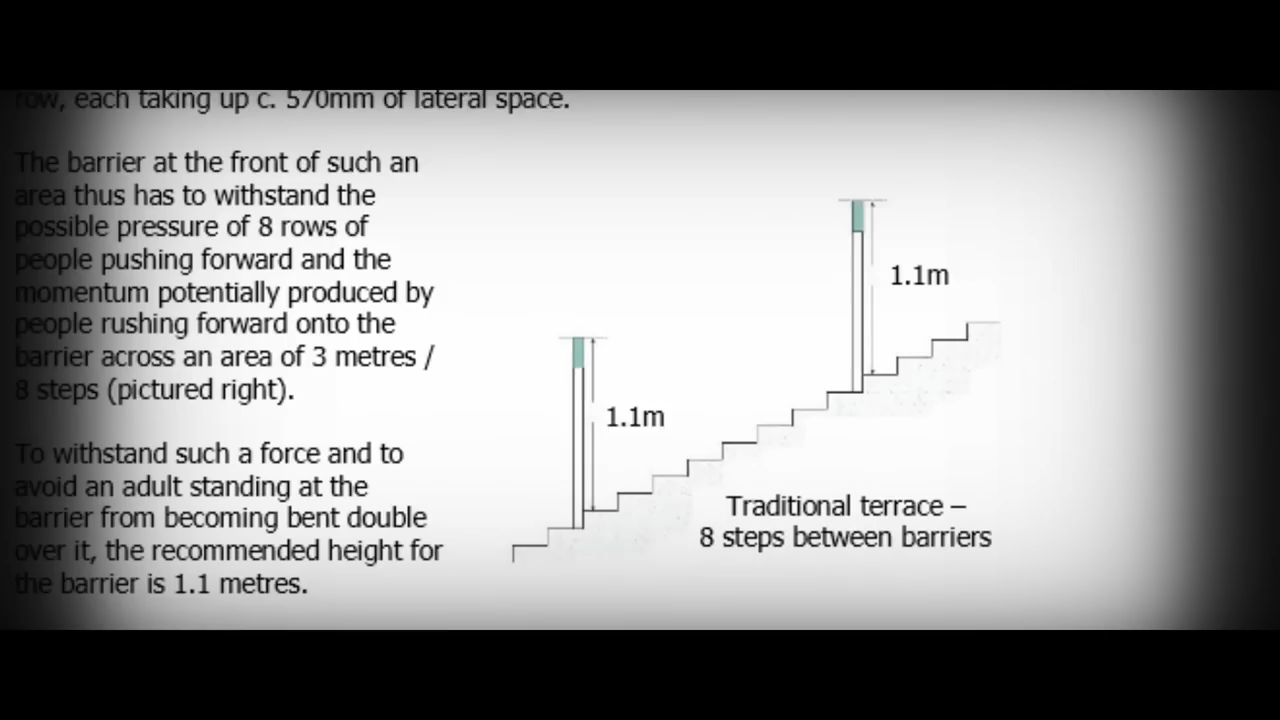 row, each taking up c. 570mm of lateral space.
The barrier at the front of such an
area thus has to withstand the
possible pressure of 8 rows of
people pushing forward and the
momentum potentially produced by
people rushing forward onto the
barrier across an area of 3 metres /
8 steps (pictured right).
To withstand such a force and to
avoid an adult standing at the
barrier from becoming bent double
over it, the recommended height for
the barrier is 1.1 metres.
1.1m
1.1m
Traditional terrace –
8 steps between barriers